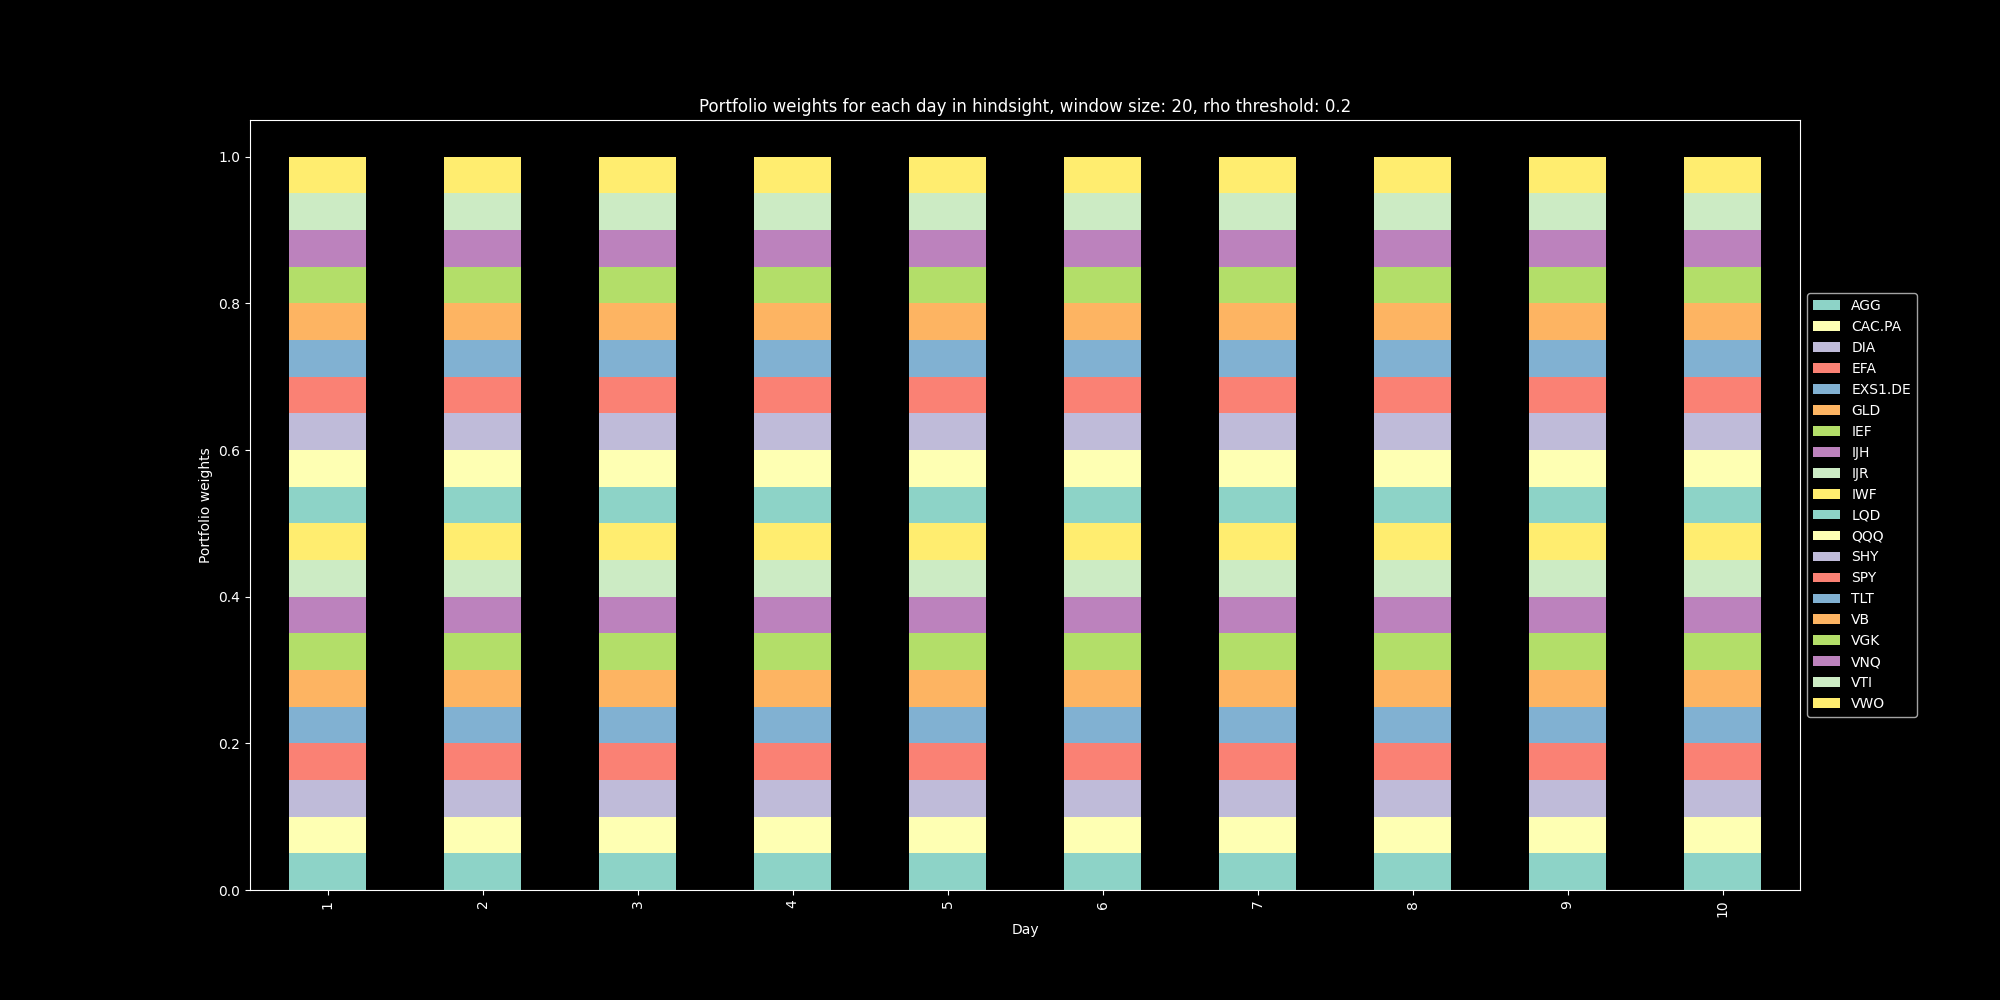 Portfolio weights for each day in hindsight, window size: 20, rho threshold: 0.2
1.0
0.8
0.6
0.4
0.2
0.0
Portfolio weights
1 2 3 4 5 6 7 8 9 10
Day
AGG
CAC.PA
DIA
EFA
EXS1.DE
GLD
IEF
IJH
IJR
IWF
LQD
QQQ
SHY
SPY
TLT
VB
VGK
VNQ
VTI
VWO